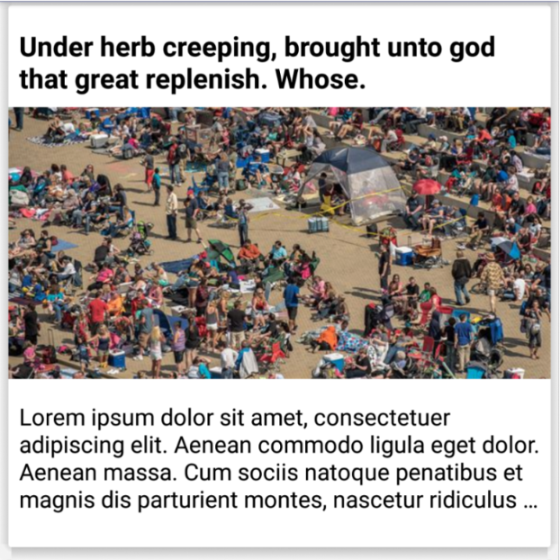 Under herb creeping, brought unto god
that great replenish. Whose.
Lorem ipsum dolor sit amet, consectetuer
adipiscing elit. Aenean commodo ligula eget dolor.
Aenean massa. Cum sociis natoque penatibus et
magnis dis parturient montes, nascetur ridiculus ...